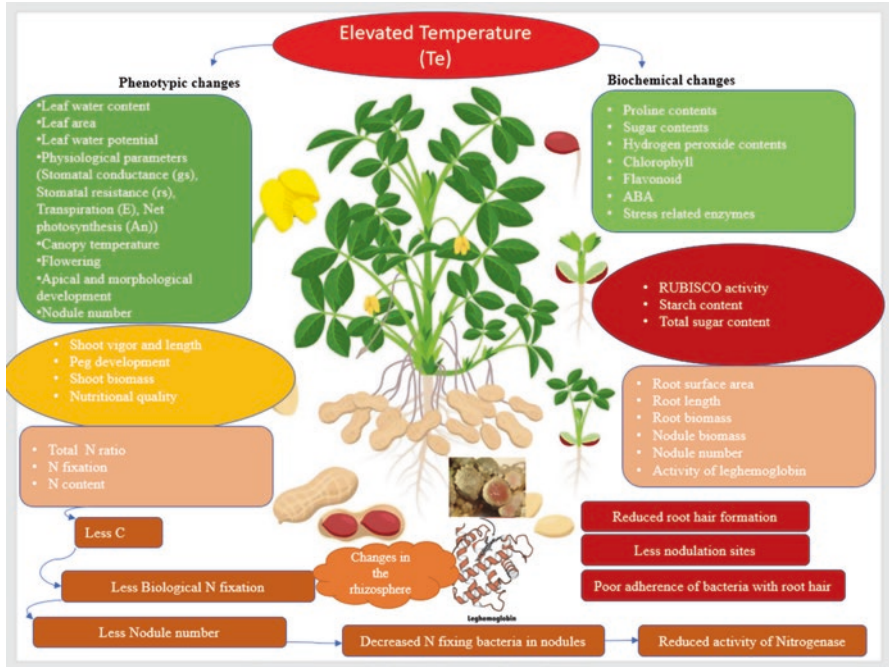 Elevated Temperature
(Te)
Phenotypic changes
•Leaf water content
•Leaf area
•Leaf water potential
•Physiological parameters
(Stomatal conductance (gs),
Stomatal resistance (rs),
Transpiration (E), Net
photosynthesis (An))
•Canopy temperature
•Flowering
•Apical and morphological
development
•Nodule number
• Shoot vigor and length
• Peg development
• Shoot biomass
• Nutritional quality
• Total N ratio
• N fixation
• N content
Less C
Less Biological N fixation
Less Nodule number
Biochemical changes
• Proline contents
• Sugar contents
• Hydrogen peroxide contents
• Chlorophyll
• Flavonoid
• ABA
• Stress related enzymes
• RUBISCO activity
• Starch content
• Total sugar content
• Root surface area
• Root length
• Root biomass
• Nodule biomass
• Nodule number
• Activity of leghemoglobin
Reduced root hair formation
Less nodulation sites
Poor adherence of bacteria with root hair
Changes in
the
rhizosphere
Leghemoglobin
Decreased N fixing bacteria in nodules
Reduced activity of Nitrogenase